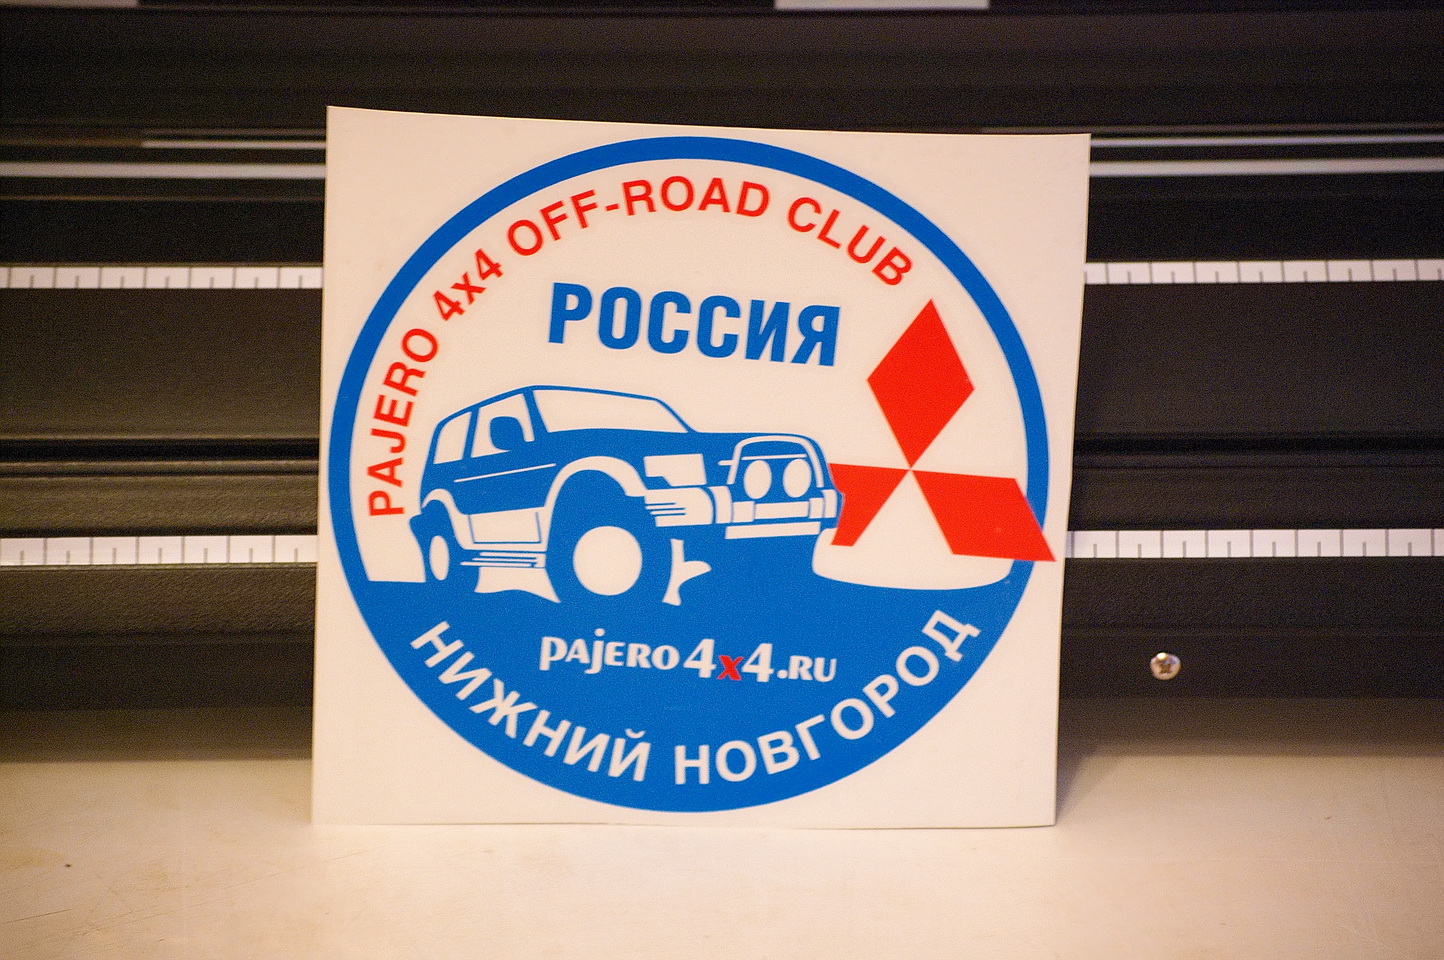 PAJERO 4x4 OFF-ROAD CLUB
РОССИЯ
pajero4x4.ru
НИЖНИЙ НОВГОРОД